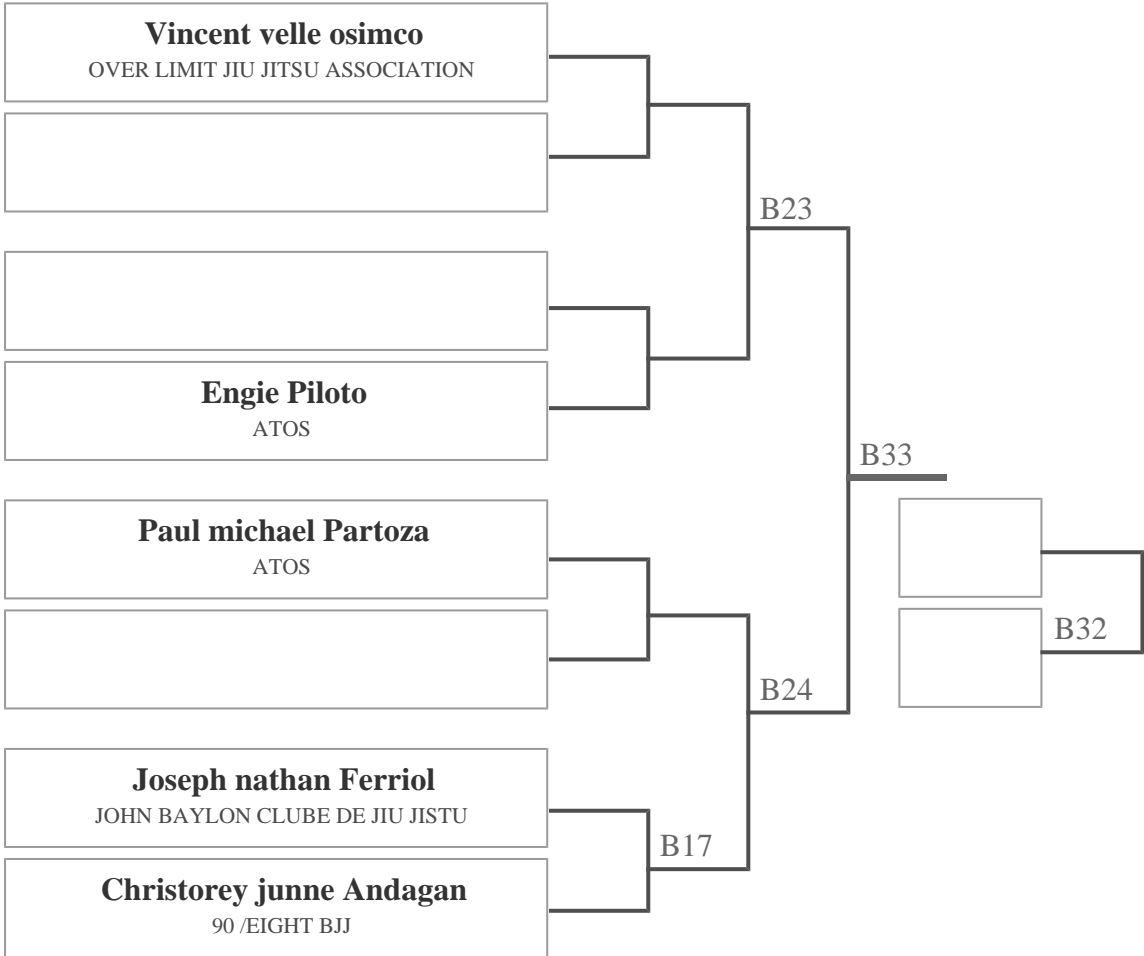 Vincent velle osimco
OVER LIMIT JIU JITSU ASSOCIATION
B23
Engie Piloto
ATOS
B33
Paul michael Partoza
ATOS
B32
B24
Joseph nathan Ferriol
JOHN BAYLON CLUBE DE JIU JISTU
B17
Christorey junne Andagan
90 /EIGHT BJJ